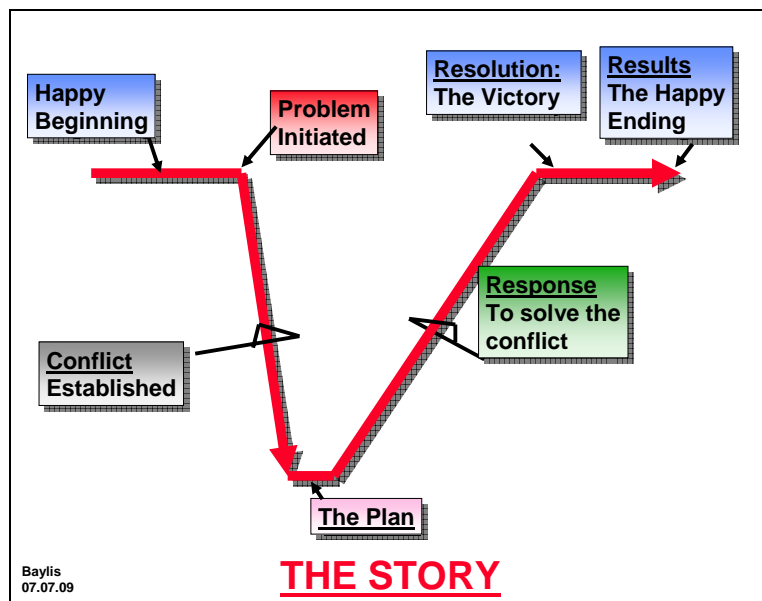 Happy
Beginning
Problem
Initiated
Resolution:
The Victory
Results
The Happy
Ending
Conflict
Established
Response
To solve the
conflict
The Plan
Baylis
07.07.09
THE STORY